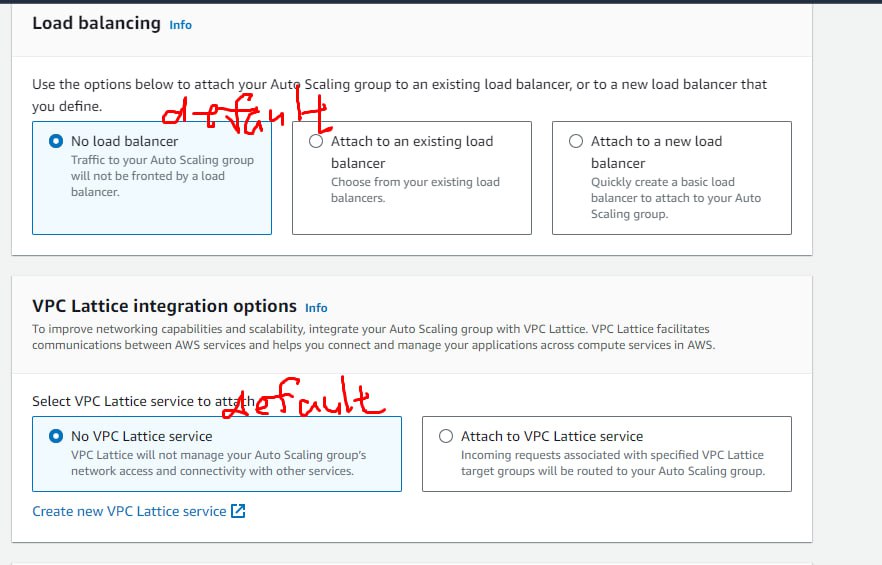 Load balancing Info
Use the options below to attach your Auto Scaling group to an existing load balancer, or to a new load balancer that
you define.
default
No load balancer
Traffic to your Auto Scaling group
will not be fronted by a load
balancer.
Attach to an existing load
balancer
Choose from your existing load
balancers.
Attach to a new load
balancer
Quickly create a basic load
balancer to attach to your Auto
Scaling group.
VPC Lattice integration options Info
To improve networking capabilities and scalability, integrate your Auto Scaling group with VPC Lattice. VPC Lattice facilitates
communications between AWS services and helps you connect and manage your applications across compute services in AWS.
Select VPC Lattice service to attach
default
No VPC Lattice service
VPC Lattice will not manage your Auto Scaling group's
network access and connectivity with other services.
Attach to VPC Lattice service
Incoming requests associated with specified VPC Lattice
target groups will be routed to your Auto Scaling group.
Create new VPC Lattice service